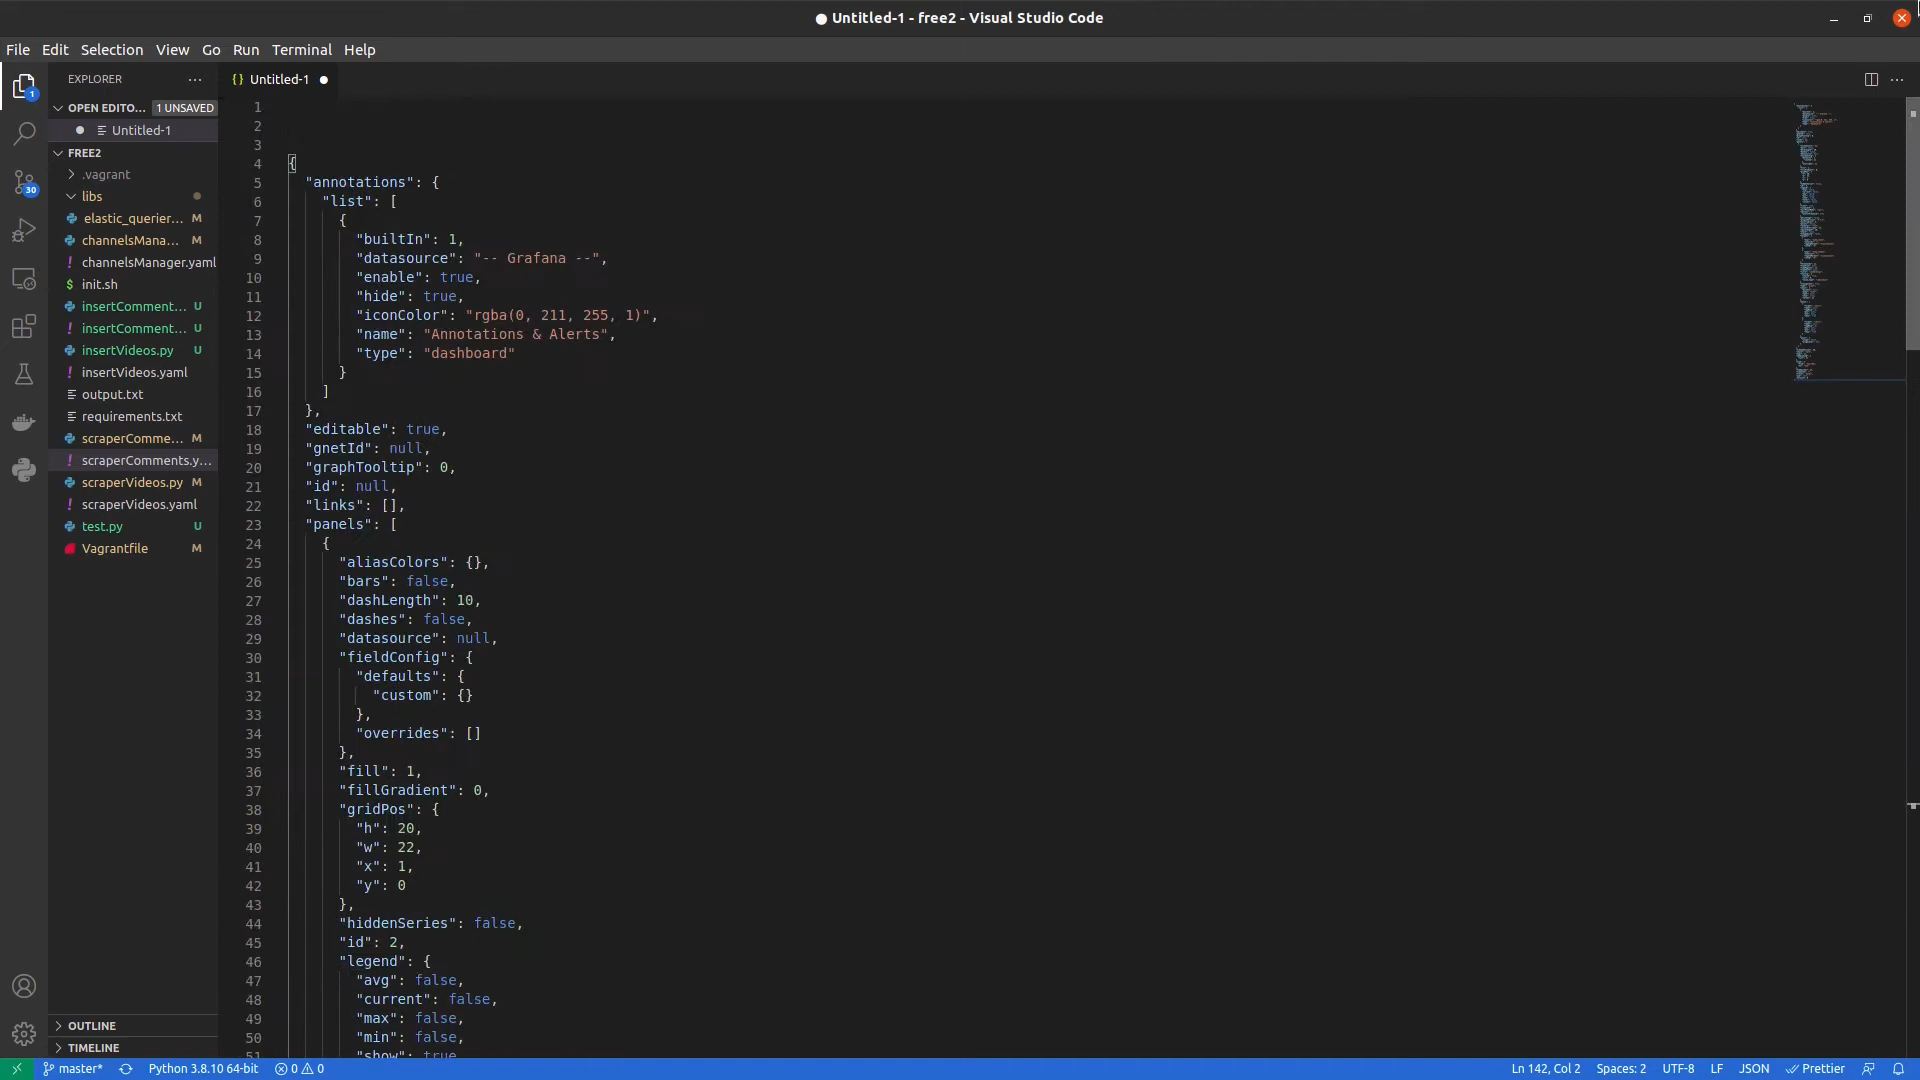 ● Untitled-1 - free2 - Visual Studio Code
File Edit Selection View Go Run Terminal Help
EXPLORER ···
{} Untitled-1 ●
OPEN EDITO... 1 UNSAVED
Untitled-1
FREE2
.vagrant
libs
elastic_querier... M
channelsMana... M
! channelsManager.yaml
$ init.sh
insertComment... U
! insertComment... U
insertVideos.py U
! insertVideos.yaml
output.txt
requirements.txt
scraperComme... M
! scraperComments.y...
scraperVideos.py M
! scraperVideos.yaml
test.py U
Vagrantfile M
OUTLINE
TIMELINE
1
30
1
2
3
4 {
5 "annotations": {
6 "list": [
7 {
8 "builtIn": 1,
9 "datasource": "-- Grafana --",
10 "enable": true,
11 "hide": true,
12 "iconColor": "rgba(0, 211, 255, 1)",
13 "name": "Annotations & Alerts",
14 "type": "dashboard"
15 }
16 ]
17 },
18 "editable": true,
19 "gnetId": null,
20 "graphTooltip": 0,
21 "id": null,
22 "links": [],
23 "panels": [
24 {
25 "aliasColors": {},
26 "bars": false,
27 "dashLength": 10,
28 "dashes": false,
29 "datasource": null,
30 "fieldConfig": {
31 "defaults": {
32 "custom": {}
33 },
34 "overrides": []
35 },
36 "fill": 1,
37 "fillGradient": 0,
38 "gridPos": {
39 "h": 20,
40 "w": 22,
41 "x": 1,
42 "y": 0
43 },
44 "hiddenSeries": false,
45 "id": 2,
46 "legend": {
47 "avg": false,
48 "current": false,
49 "max": false,
50 "min": false,
51 "show": true
master* Python 3.8.10 64-bit 0 0 Ln 142, Col 2 Spaces: 2 UTF-8 LF JSON Prettier